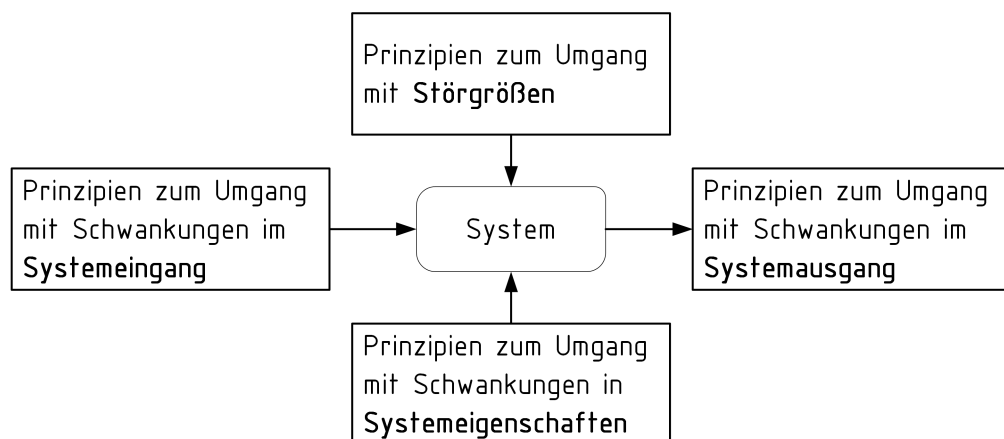 Prinzipien zum Umgang
mit Störgrößen
Prinzipien zum Umgang
mit Schwankungen im
Systemeingang
System
Prinzipien zum Umgang
mit Schwankungen im
Systemausgang
Prinzipien zum Umgang
mit Schwankungen in
Systemeigenschaften